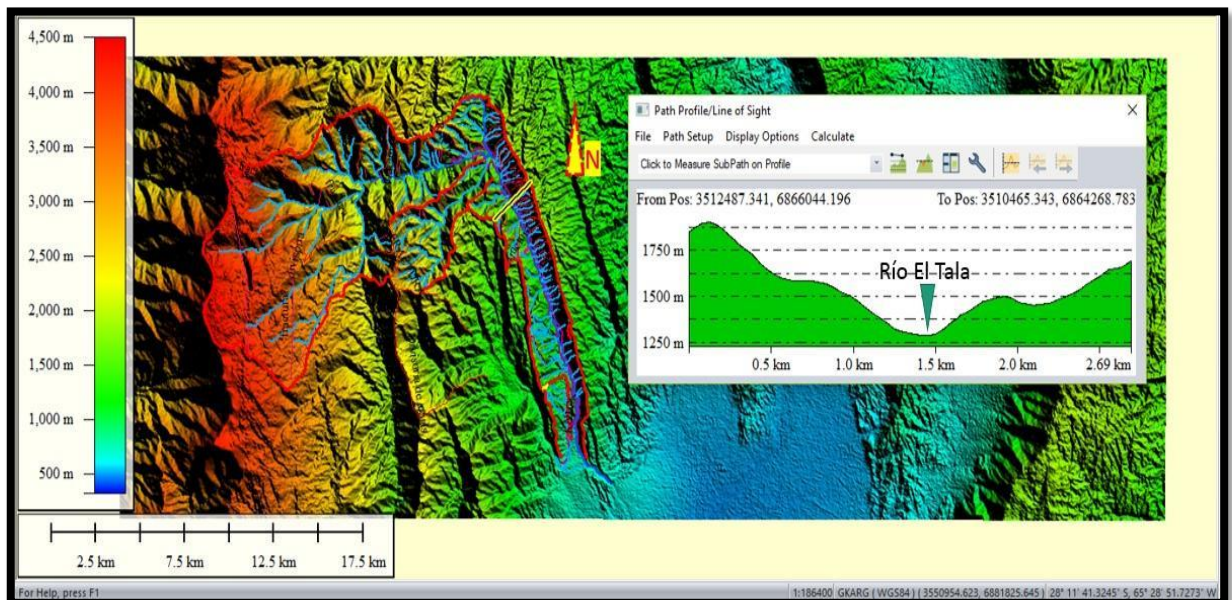 4,500 m
4,000 m
3,500 m
3,000 m
2,500 m
2,000 m
1,500 m
1,000 m
500 m
2.5 km 7.5 km 12.5 km 17.5 km
N
Path Profile/Line of Sight
File Path Setup Display Options Calculate
Click to Measure SubPath on Profile
From Pos: 3512487.341, 6866044.196 To Pos: 3510465.343, 6864268.783
1750 m
1500 m
1250 m
Río El Tala
0.5 km 1.0 km 1.5 km 2.0 km 2.69 km
For Help, press F1
1:186400 GKARG ( WGS84 ) ( 3550954.623, 6881825.645 ) 28° 11' 41.3245" S, 65° 28' 51.7273" W